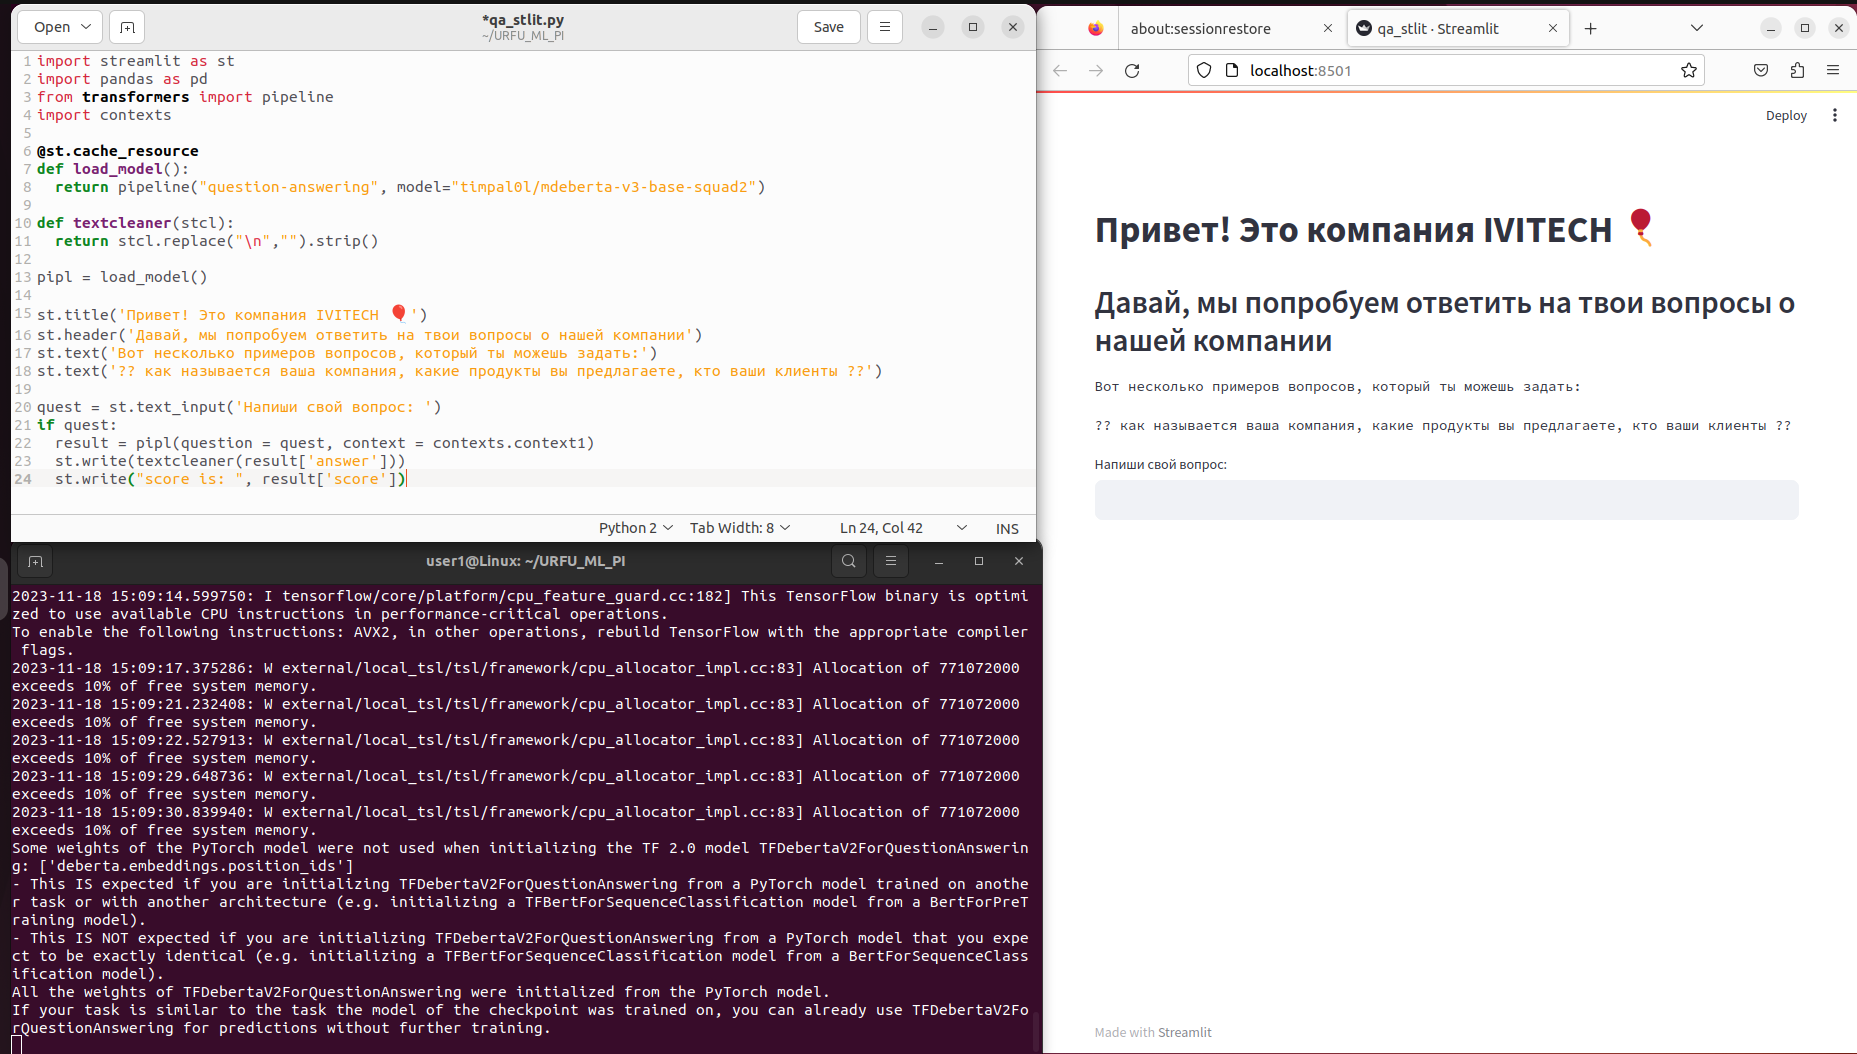 Open
*qa_stlit.py
~/URFU_ML_PI
Save
1 import streamlit as st
2 import pandas as pd
3 from transformers import pipeline
4 import contexts
5
6 @st.cache_resource
7 def load_model():
8   return pipeline("question-answering", model="timpal0l/mdeberta-v3-base-squad2")
9
10 def textcleaner(stcl):
11   return stcl.replace("\n","").strip()
12
13 pipl = load_model()
14
15 st.title('Привет! Это компания IVITECH 🎈')
16 st.header('Давай, мы попробуем ответить на твои вопросы о нашей компании')
17 st.text('Вот несколько примеров вопросов, который ты можешь задать:')
18 st.text('?? как называется ваша компания, какие продукты вы предлагаете, кто ваши клиенты ??')
19
20 quest = st.text_input('Напиши свой вопрос: ')
21 if quest:
22   result = pipl(question = quest, context = contexts.context1)
23   st.write(textcleaner(result['answer']))
24   st.write("score is: ", result['score'])
Python 2 Tab Width: 8 Ln 24, Col 42 INS
user1@Linux: ~/URFU_ML_PI
2023-11-18 15:09:14.599750: I tensorflow/core/platform/cpu_feature_guard.cc:182] This TensorFlow binary is optimi
zed to use available CPU instructions in performance-critical operations.
To enable the following instructions: AVX2, in other operations, rebuild TensorFlow with the appropriate compiler
flags.
2023-11-18 15:09:17.375286: W external/local_tsl/tsl/framework/cpu_allocator_impl.cc:83] Allocation of 771072000
exceeds 10% of free system memory.
2023-11-18 15:09:21.232408: W external/local_tsl/tsl/framework/cpu_allocator_impl.cc:83] Allocation of 771072000
exceeds 10% of free system memory.
2023-11-18 15:09:22.527913: W external/local_tsl/tsl/framework/cpu_allocator_impl.cc:83] Allocation of 771072000
exceeds 10% of free system memory.
2023-11-18 15:09:29.648736: W external/local_tsl/tsl/framework/cpu_allocator_impl.cc:83] Allocation of 771072000
exceeds 10% of free system memory.
2023-11-18 15:09:30.839940: W external/local_tsl/tsl/framework/cpu_allocator_impl.cc:83] Allocation of 771072000
exceeds 10% of free system memory.
Some weights of the PyTorch model were not used when initializing the TF 2.0 model TFDebertaV2ForQuestionAnswerin
g: ['deberta.embeddings.position_ids']
- This IS expected if you are initializing TFDebertaV2ForQuestionAnswering from a PyTorch model trained on anothe
r task or with another architecture (e.g. initializing a TFBertForSequenceClassification model from a BertForPreT
raining model).
- This IS NOT expected if you are initializing TFDebertaV2ForQuestionAnswering from a PyTorch model that you expe
ct to be exactly identical (e.g. initializing a TFBertForSequenceClassification model from a BertForSequenceClass
ification model).
All the weights of TFDebertaV2ForQuestionAnswering were initialized from the PyTorch model.
If your task is similar to the task the model of the checkpoint was trained on, you can already use TFDebertaV2Fo
rQuestionAnswering for predictions without further training.
about:sessionrestore
qa_stlit · Streamlit
localhost:8501
Deploy
Привет! Это компания IVITECH 🎈
Давай, мы попробуем ответить на твои вопросы о
нашей компании
Вот несколько примеров вопросов, который ты можешь задать:
?? как называется ваша компания, какие продукты вы предлагаете, кто ваши клиенты ??
Напиши свой вопрос:
Made with Streamlit